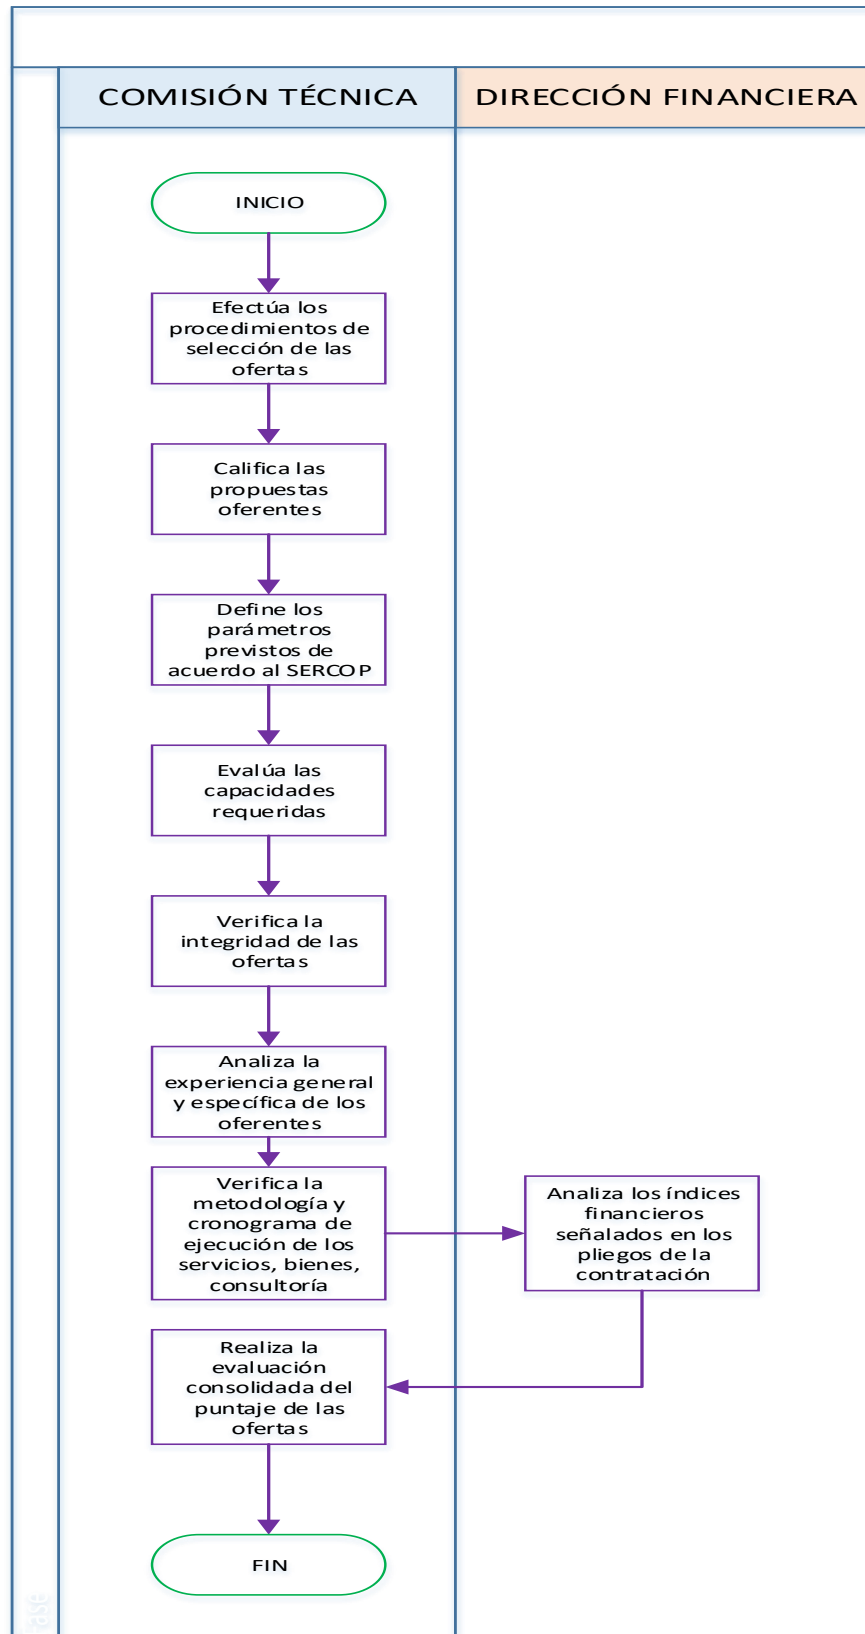 COMISIÓN TÉCNICA
DIRECCIÓN FINANCIERA
INICIO
Efectúa los
procedimientos de
selección de las
ofertas
Califica las
propuestas
oferentes
Define los
parámetros
previstos de
acuerdo al SERCOP
Evalúa las
capacidades
requeridas
Verifica la
integridad de las
ofertas
Analiza la
experiencia general
y específica de los
oferentes
Verifica la
metodología y
cronograma de
ejecución de los
servicios, bienes,
consultoría
Analiza los índices
financieros
señalados en los
pliegos de la
contratación
Realiza la
evaluación
consolidada del
puntaje de las
ofertas
FIN